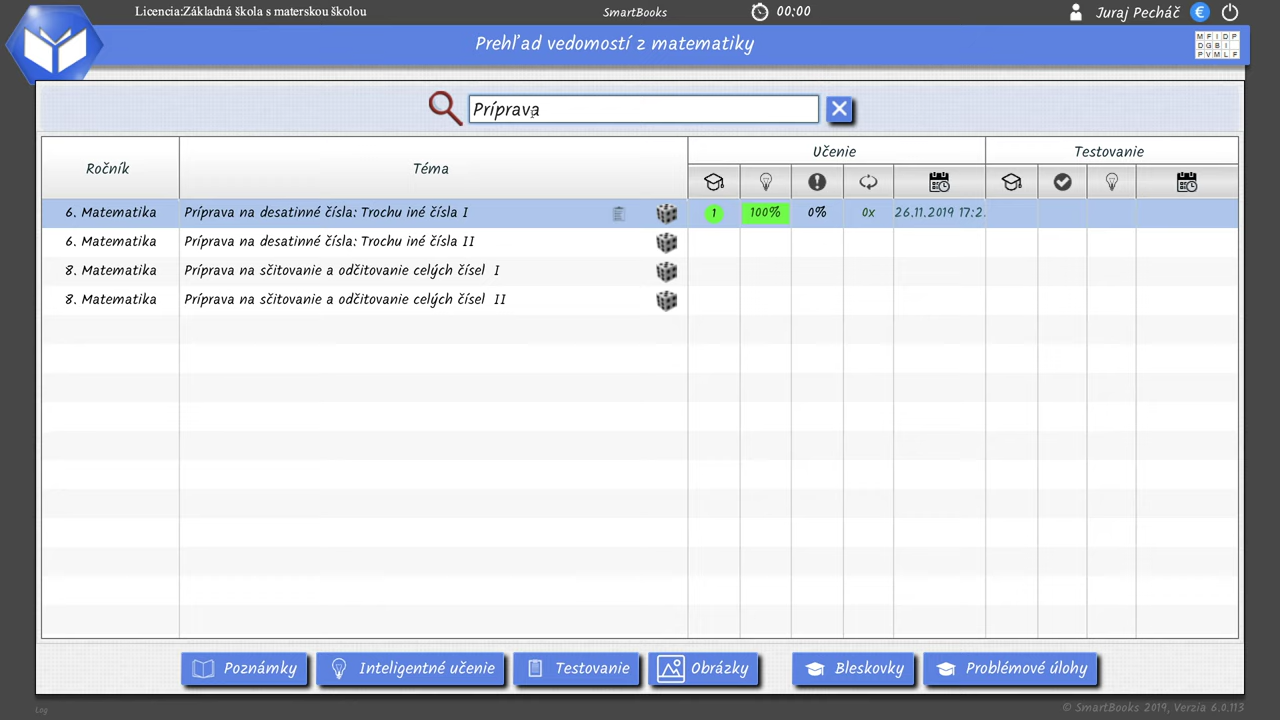 Licencia:Základná škola s materskou školou
SmartBooks
00:00
Juraj Pecháč
€
Prehľad vedomostí z matematiky
M F I D P
D G B I
P V M L F
Príprava
Ročník
Téma
Učenie
Testovanie
6. Matematika Príprava na desatinné čísla: Trochu iné čísla I 1 100% 0% 0x 26.11.2019 17:2.
6. Matematika Príprava na desatinné čísla: Trochu iné čísla II
8. Matematika Príprava na sčitovanie a odčitovanie celých čísel I
8. Matematika Príprava na sčitovanie a odčitovanie celých čísel II
Poznámky
Inteligentné učenie
Testovanie
Obrázky
Bleskovky
Problémové úlohy
Log
© SmartBooks 2019, Verzia 6.0.113